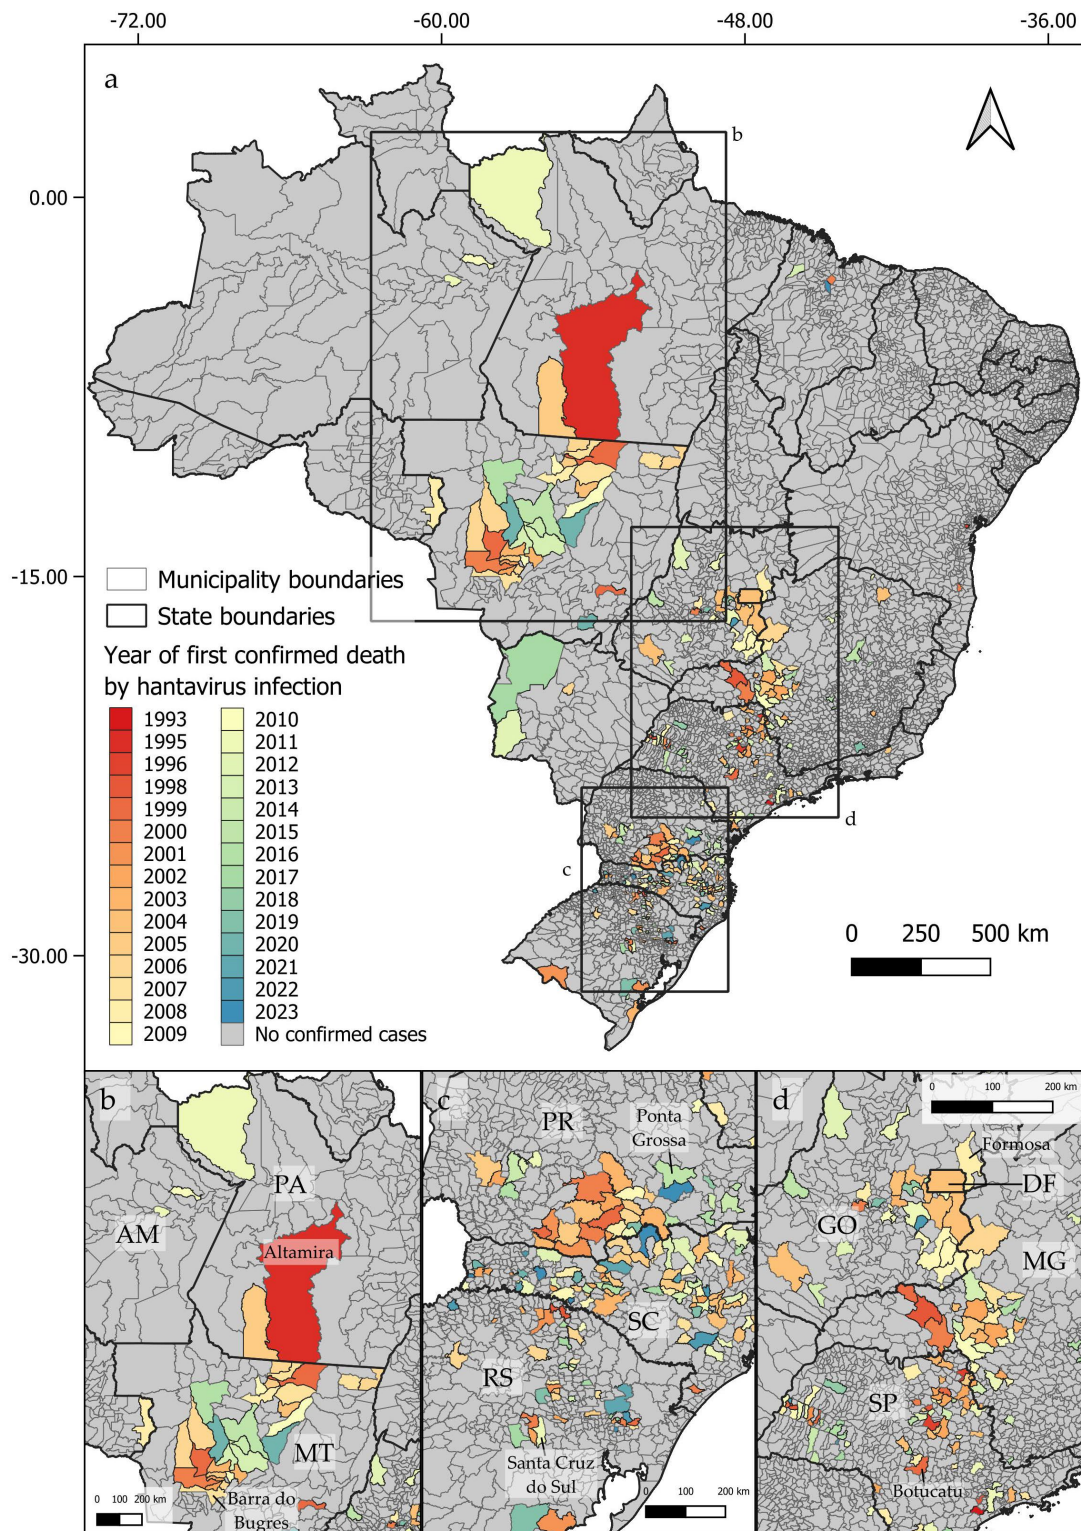 -72.00 -60.00 -48.00 -36.00
a
b
0.00
-15.00
Municipality boundaries
State boundaries
Year of first confirmed death
by hantavirus infection
1993 2010
1995 2011
1996 2012
1998 2013
1999 2014
2000 2015
2001 2016
2002 2017
2003 2018
2004 2019
2005 2020
2006 2021
2007 2022
2008 2023
2009 No confirmed cases
d
c
-30.00
0 250 500 km
b
PA
AM
Altamira
MT
Barra do
Bugres
0 100 200 km
c
PR
Ponta
Grossa
SC
RS
Santa Cruz
do Sul
0 100 200 km
d
0 100 200 km
Formosa
DF
GO
MG
SP
Botucatu